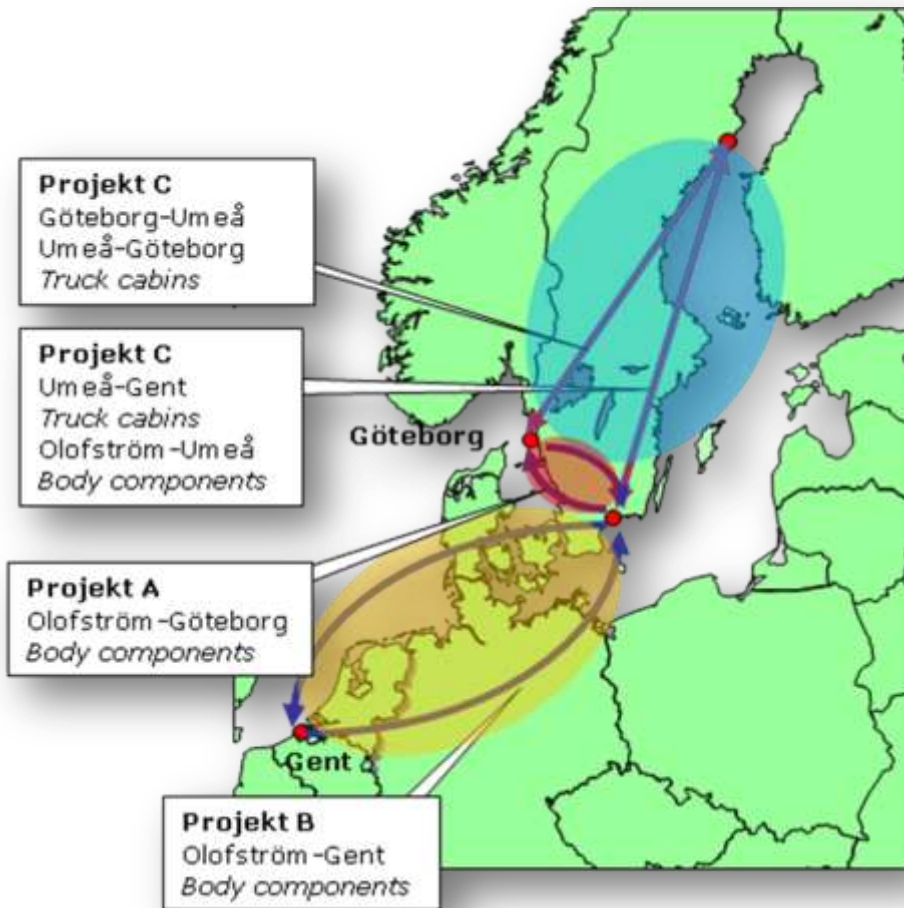 Projekt C
Göteborg-Umeå
Umeå-Göteborg
Truck cabins
Projekt C
Umeå-Gent
Truck cabins
Olofström-Umeå
Body components
Göteborg
Projekt A
Olofström-Göteborg
Body components
Gent
Projekt B
Olofström-Gent
Body components